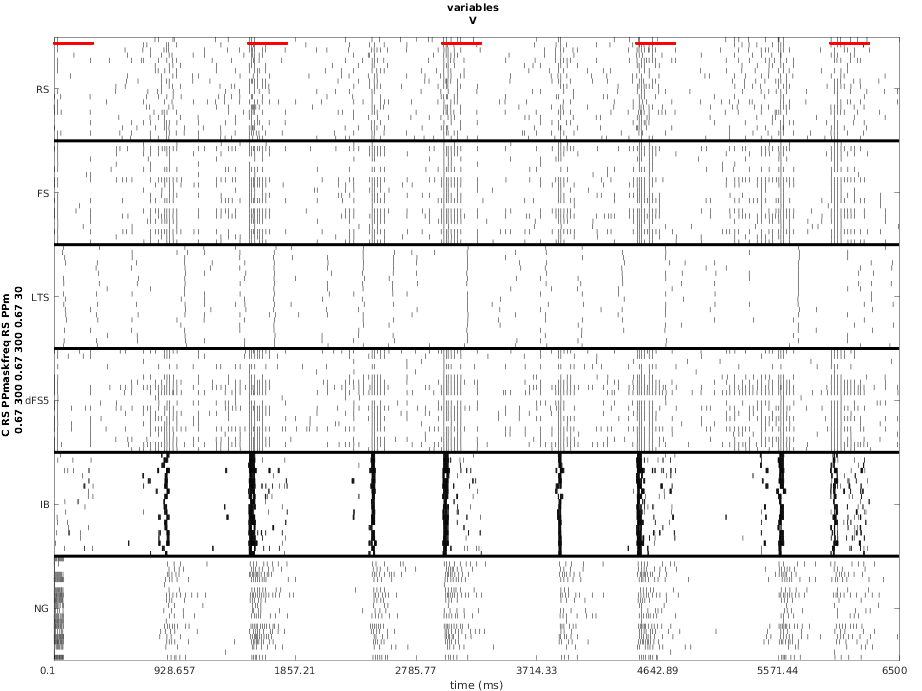 variables
V
C RS PPmaskfreq RS PPm
0.67 300 0.67 300 0.67 30
RS
FS
LTS
dFS5
IB
NG
0.1 928.657 1857.21 2785.77 3714.33 4642.89 5571.44 6500
time (ms)